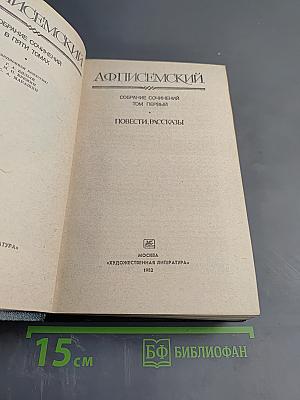 ПИСЕМСКИЙ
СОБРАНИЕ СОЧИНЕНИЙ
В ПЯТИ ТОМАХ
А.Ф.ПИСЕМСКИЙ
СОБРАНИЕ СОЧИНЕНИЙ
ТОМ ПЕРВЫЙ
ПОВЕСТИ, РАССКАЗЫ
МОСКВА
«ХУДОЖЕСТВЕННАЯ ЛИТЕРАТУРА»
1982
15 см
БФ БИБЛИОФАН